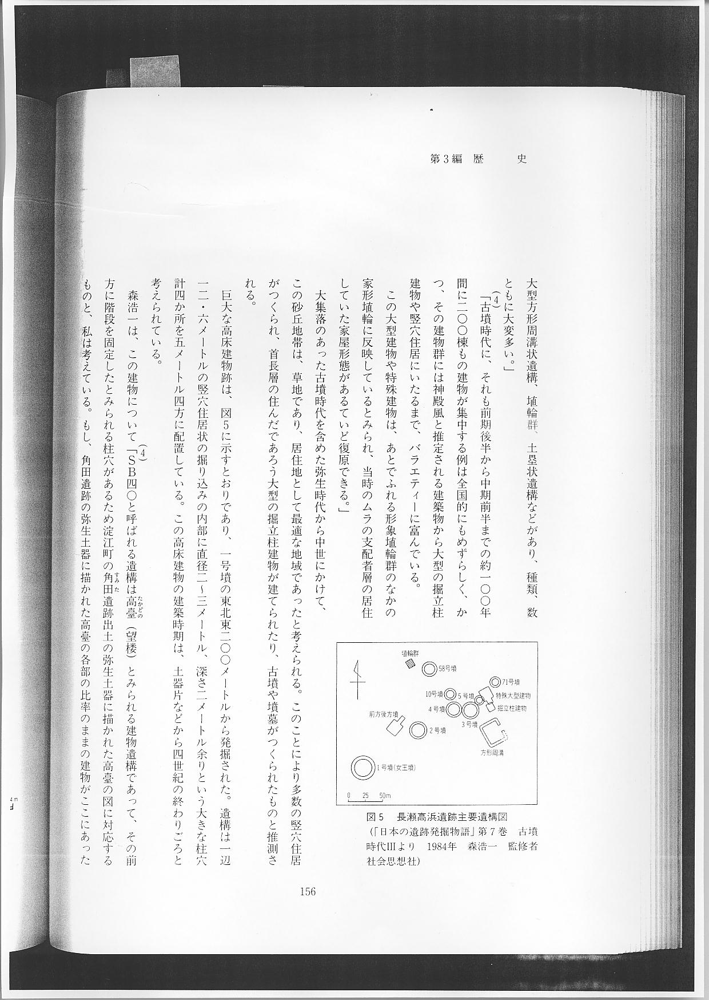 第3編 歴 史
大型方形周溝状遺構、埴輪群、土塁状遺構などがあり、種類、数
ともに大変多い。」
(4)
「古墳時代に、それも前期後半から中期前半までの約一〇〇年
間に二〇〇棟もの建物が集中する例は全国的にもめずらしく、か
つ、その建物群には神殿風と推定される建築物から大型の掘立柱
建物や竪穴住居にいたるまで、バラエティーに富んでいる。
この大型建物や特殊建物は、あとでふれる形象埴輪群のなかの
家形埴輪に反映しているとみられ、当時のムラの支配者層の居住
していた家屋形態があるていど復原できる。」
大集落のあった古墳時代を含めた弥生時代から中世にかけて、
この砂丘地帯は、草地であり、居住地として最適な地域であったと考えられる。このことにより多数の竪穴住居
がつくられ、首長層の住んだであろう大型の掘立柱建物が建てられたり、古墳や墳墓がつくられたものと推測さ
れる。
巨大な高床建物跡は、図5に示すとおりであり、一号墳の東北東二〇〇メートルから発掘された。遺構は一辺
一二・六メートルの竪穴住居状の掘り込みの内部に直径二～三メートル、深さ二メートル余りという大きな柱穴
計四か所を五メートル四方に配置している。この高床建物の建築時期は、土器片などから四世紀の終わりごろと
考えられている。
(4)
森浩一は、この建物について「SB四〇と呼ばれる遺構は高臺（望楼）とみられる建物遺構であって、その前
たかどの
方に階段を固定したとみられる柱穴があるため淀江町の角田遺跡出土の弥生土器に描かれた高臺の図に対応する
すみた
ものと、私は考えている。もし、角田遺跡の弥生土器に描かれた高臺の各部の比率のままの建物がここにあった
埴輪群
58号墳
71号墳
10号墳
5号墳
特殊大型建物
4号墳
掘立柱建物
3号墳
前方後方墳
2号墳
方形周溝
1号墳(女王墳)
0 25 50m
図5 長瀬高浜遺跡主要遺構図
(「日本の遺跡発掘物語」第7巻 古墳
時代IIIより 1984年 森浩一 監修者
社会思想社)
156
4m